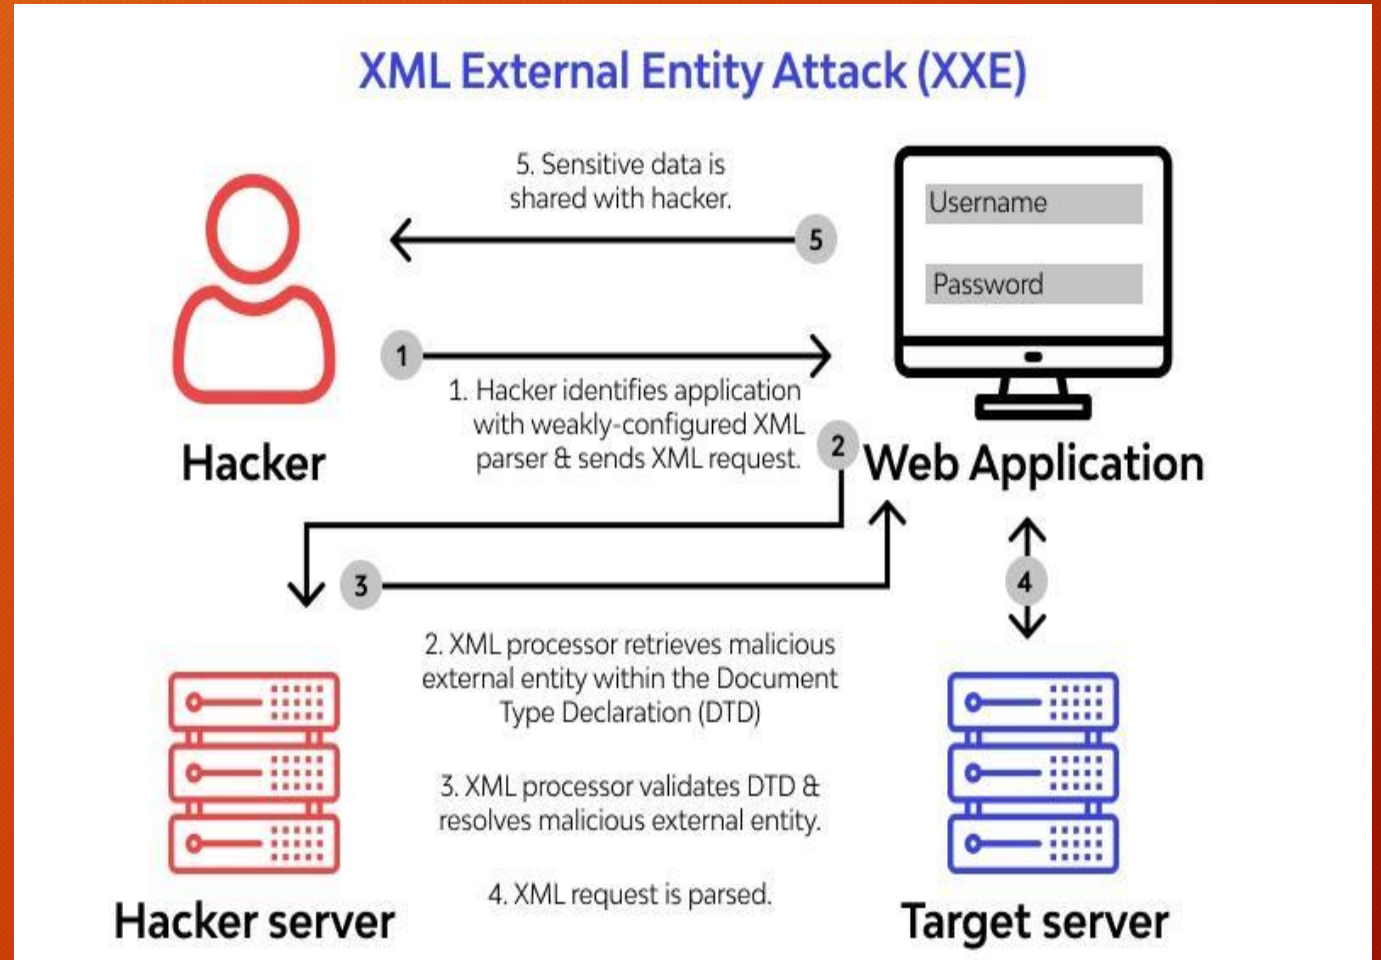 XML External Entity Attack (XXE)
5. Sensitive data is
shared with hacker.
5
Username
Password
1
1. Hacker identifies application
with weakly-configured XML
parser & sends XML request.
2
Hacker
Web Application
3
4
2. XML processor retrieves malicious
external entity within the Document
Type Declaration (DTD)
3. XML processor validates DTD &
resolves malicious external entity.
4. XML request is parsed.
Hacker server
Target server